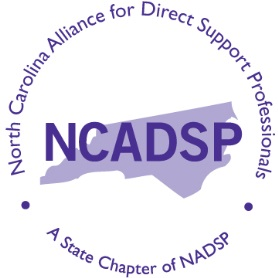 North Carolina Alliance for Direct Support Professionals
NCADSP
A State Chapter of NADSP